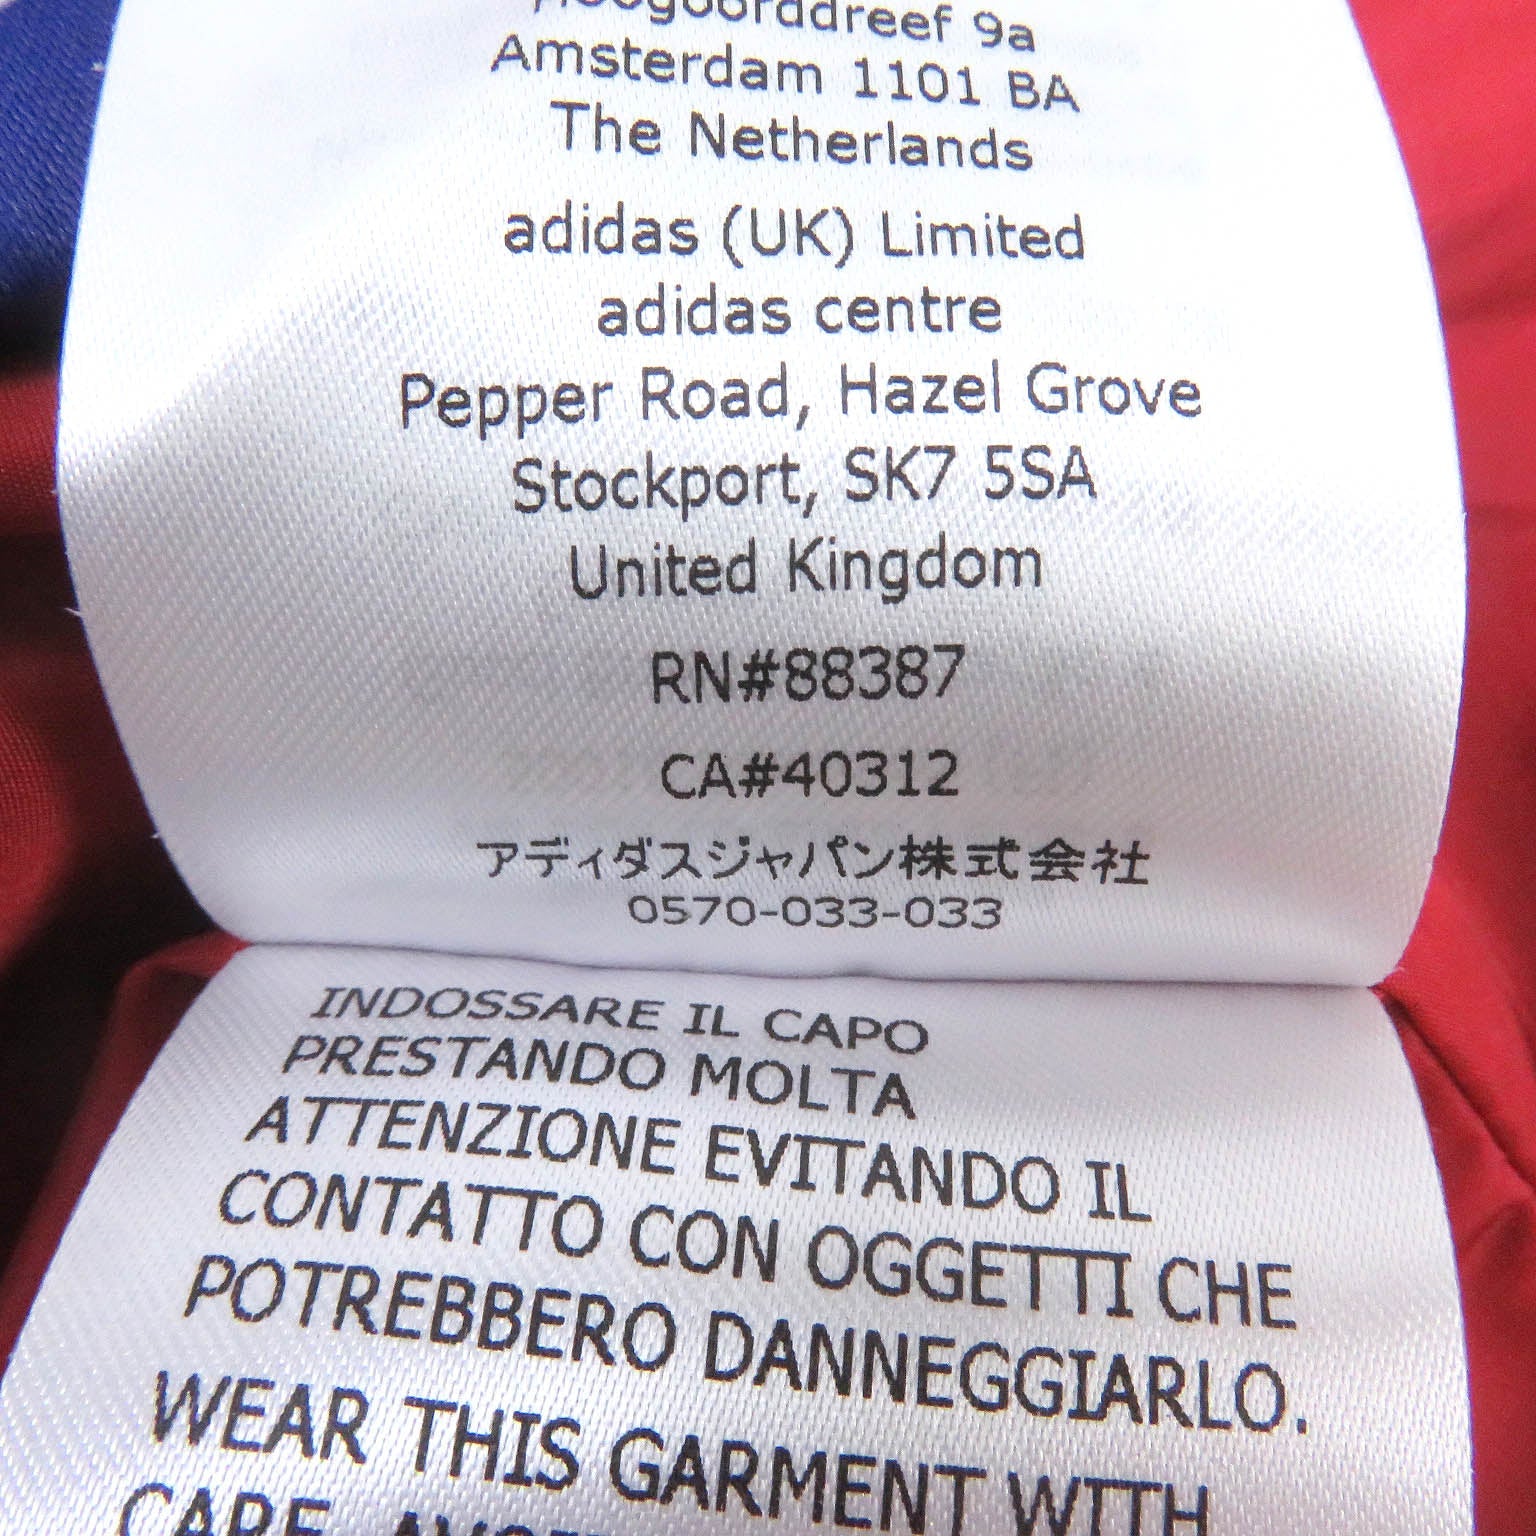 9a
Amsterdam 1101 BA
The Netherlands
adidas (UK) Limited
adidas centre
Pepper Road, Hazel Grove
Stockport, SK7 5SA
United Kingdom
RN#88387
CA#40312
アディダスジャパン株式会社
0570-033-033
INDOSSARE IL CAPO
PRESTANDO MOLTA
ATTENZIONE EVITANDO IL
CONTATTO CON OGGETTI CHE
POTREBBERO DANNEGGIARLO.
WEAR THIS GARMENT WITH
CARE,